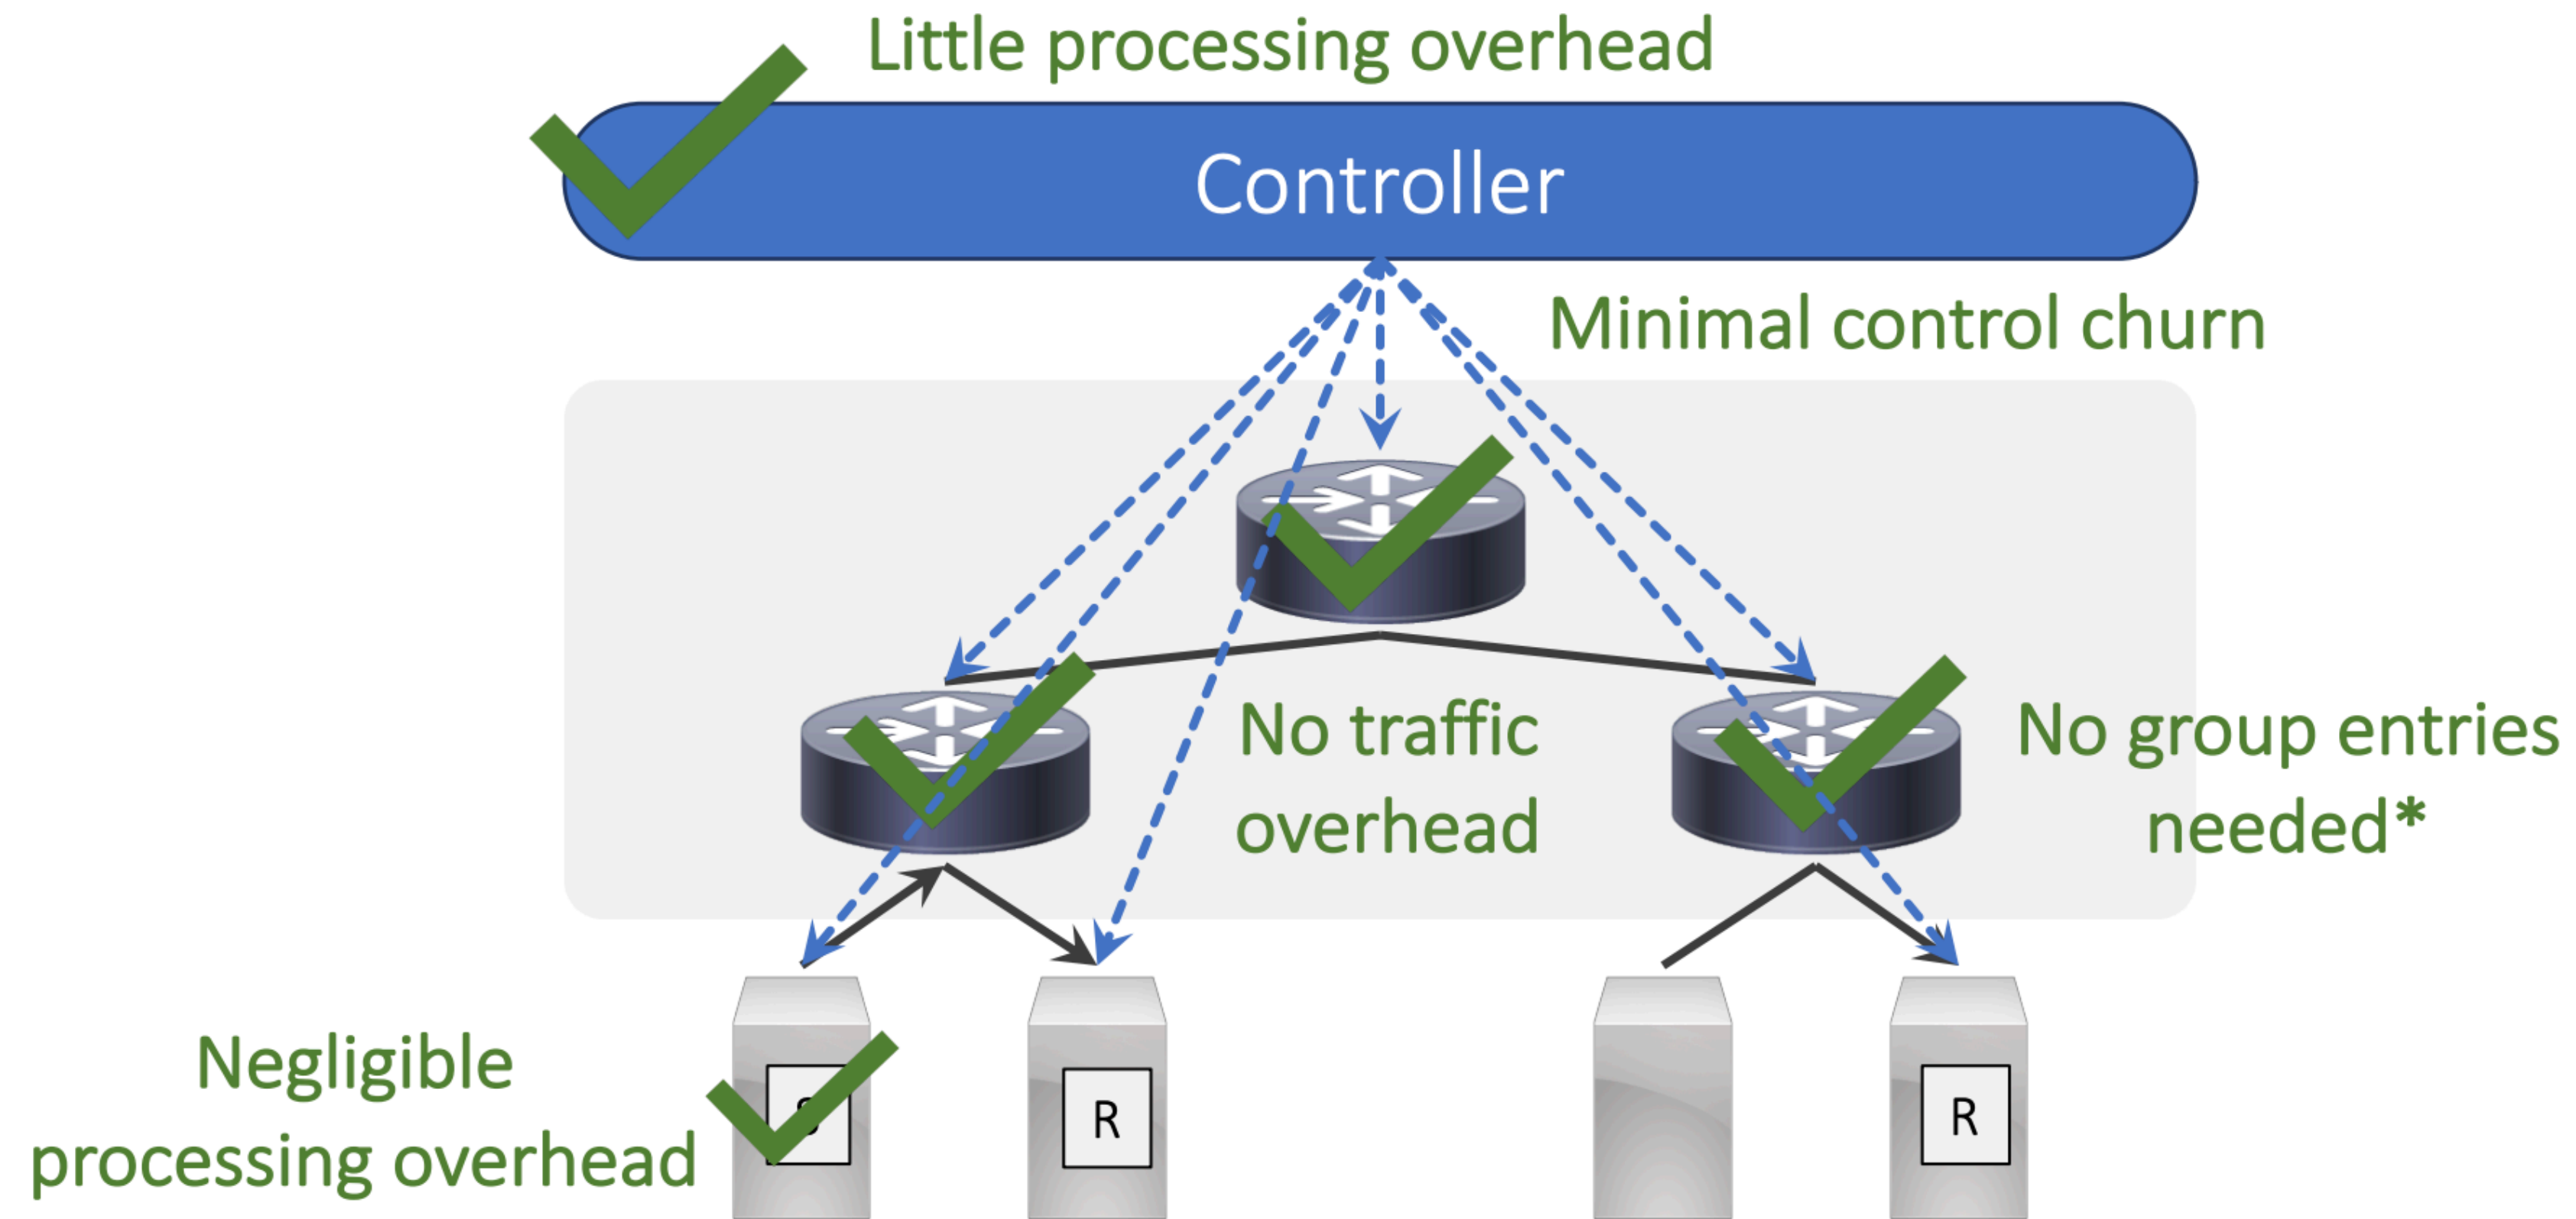 Little processing overhead
Controller
Minimal control churn
No traffic
overhead
No group entries
needed*
Negligible
processing overhead
R
R